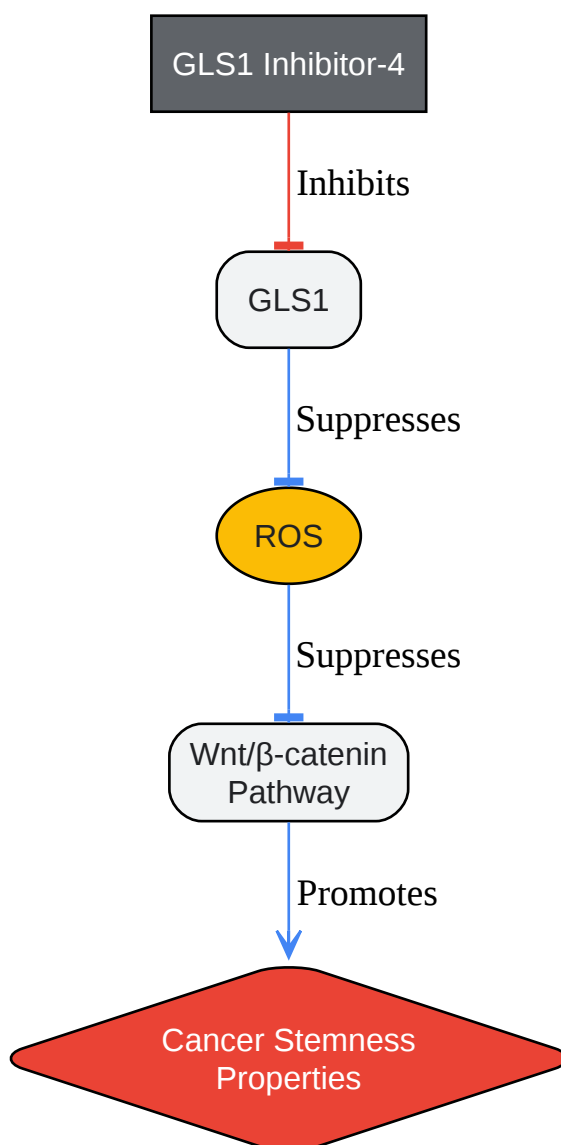 GLS1 Inhibitor-4
Inhibits
GLS1
Suppresses
ROS
Suppresses
Wnt/β-catenin
Pathway
Promotes
Cancer Stemness
Properties